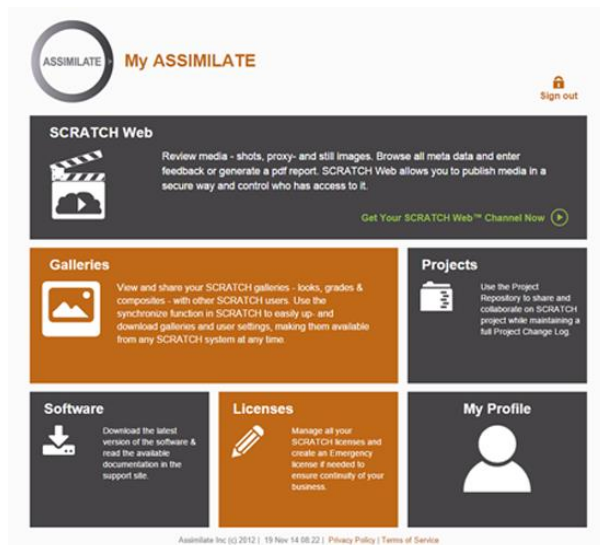 ASSIMILATE
My ASSIMILATE
Sign out
SCRATCH Web
Review media - shots, proxy- and still images. Browse all meta data and enter
feedback or generate a pdf report. SCRATCH Web allows you to publish media in a
secure way and control who has access to it.
Get Your SCRATCH Web™ Channel Now
Galleries
View and share your SCRATCH galleries - looks, grades &
composites - with other SCRATCH users. Use the
synchronize function in SCRATCH to easily up- and
download galleries and user settings, making them available
from any SCRATCH system at any time.
Projects
Use the Project
Repository to share and
collaborate on SCRATCH
project while maintaining a
full Project Change Log.
Software
Download the latest
version of the software &
read the available
documentation in the
support site.
Licenses
Manage all your
SCRATCH licenses and
create an Emergency
license if needed to
ensure continuity of your
business.
My Profile
Assimilate Inc (c) 2012 | 19 Nov 14 08:22 | Privacy Policy | Terms of Service